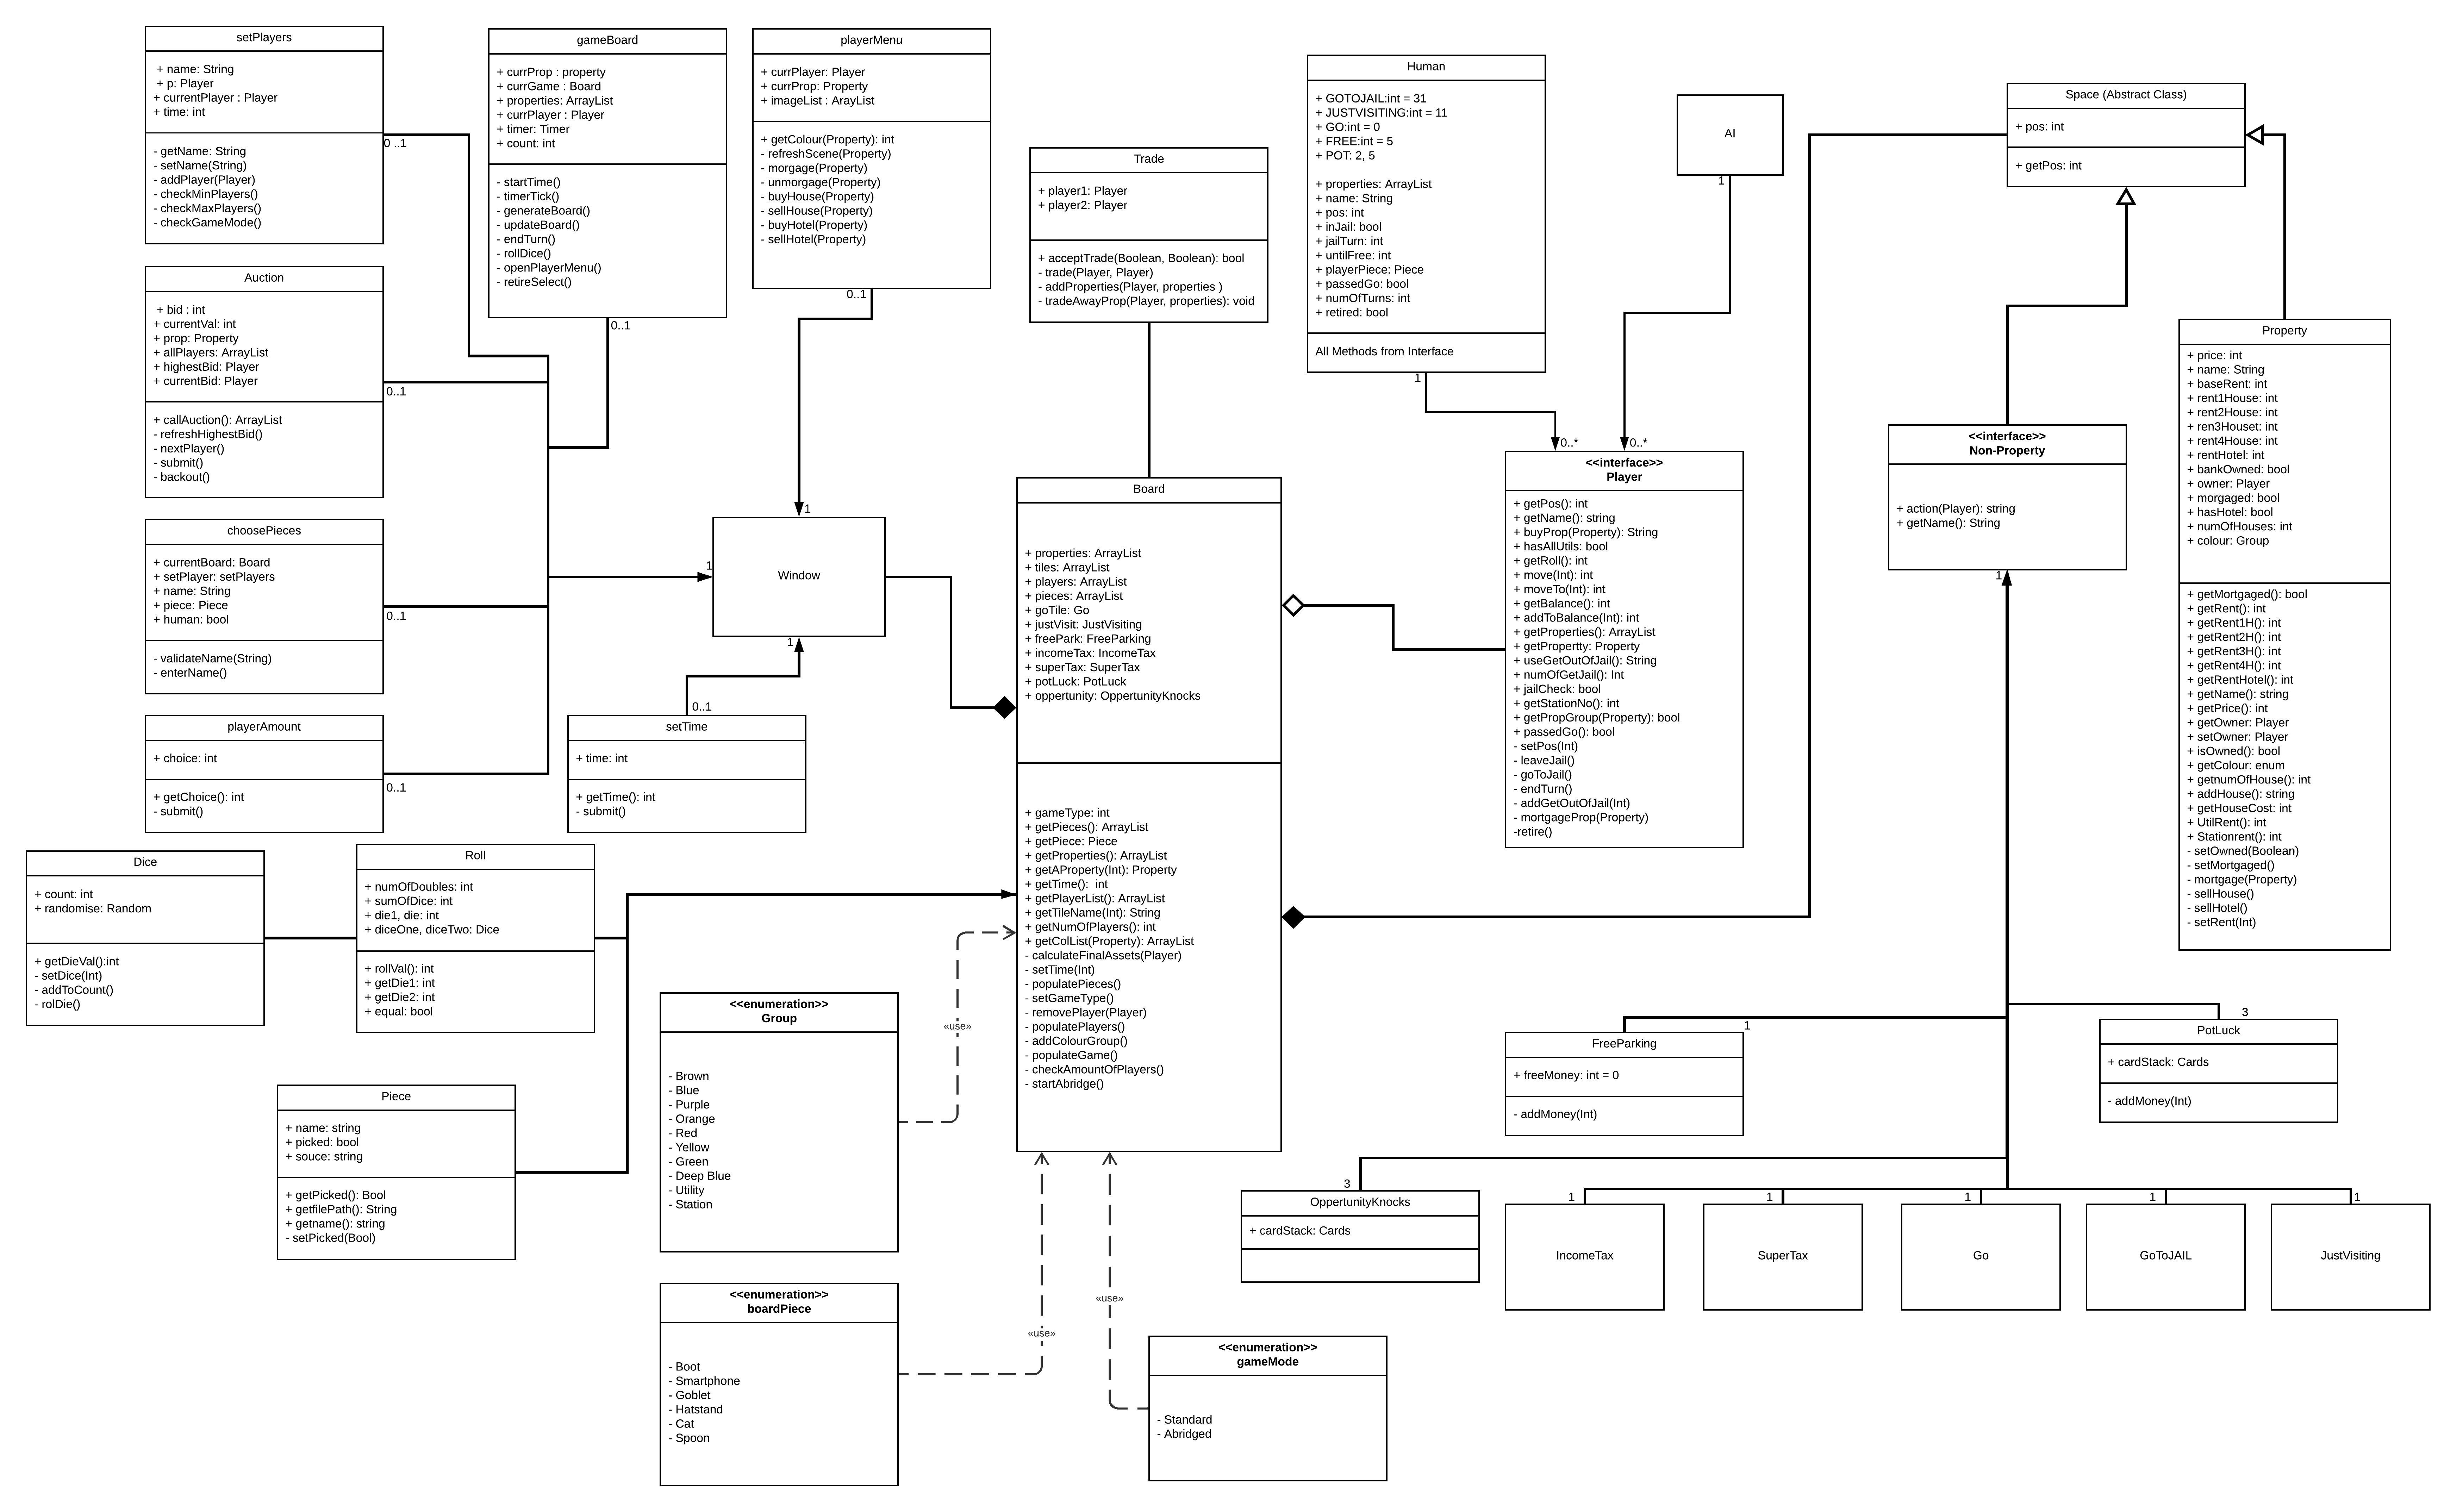 setPlayers
+ name: String
+ p: Player
+ currentPlayer : Player
+ time: int
- getName: String
- setName(String)
- addPlayer(Player)
- checkMinPlayers()
- checkMaxPlayers()
- checkGameMode()
0 ..1
gameBoard
+ currProp : property
+ currGame : Board
+ properties: ArrayList
+ currPlayer : Player
+ timer: Timer
+ count: int
- startTime()
- timerTick()
- generateBoard()
- updateBoard()
- endTurn()
- rollDice()
- openPlayerMenu()
- retireSelect()
0..1
playerMenu
+ currPlayer: Player
+ currProp: Property
+ imageList : ArayList
+ getColour(Property): int
- refreshScene(Property)
- morgage(Property)
- unmorgage(Property)
- buyHouse(Property)
- sellHouse(Property)
- buyHotel(Property)
- sellHotel(Property)
0..1
Trade
+ player1: Player
+ player2: Player
+ acceptTrade(Boolean, Boolean): bool
- trade(Player, Player)
- addProperties(Player, properties )
- tradeAwayProp(Player, properties): void
Human
+ GOTOJAIL:int = 31
+ JUSTVISITING:int = 11
+ GO:int = 0
+ FREE:int = 5
+ POT: 2, 5
+ properties: ArrayList
+ name: String
+ pos: int
+ inJail: bool
+ jailTurn: int
+ untilFree: int
+ playerPiece: Piece
+ passedGo: bool
+ numOfTurns: int
+ retired: bool
All Methods from Interface
1
0..*
AI
1
0..*
Space (Abstract Class)
+ pos: int
+ getPos: int
Auction
+ bid : int
+ currentVal: int
+ prop: Property
+ allPlayers: ArrayList
+ highestBid: Player
+ currentBid: Player
+ callAuction(): ArrayList
- refreshHighestBid()
- nextPlayer()
- submit()
- backout()
0..1
choosePieces
+ currentBoard: Board
+ setPlayer: setPlayers
+ name: String
+ piece: Piece
+ human: bool
- validateName(String)
- enterName()
0..1
playerAmount
+ choice: int
+ getChoice(): int
- submit()
0..1
Window
1
1
1
setTime
+ time: int
+ getTime(): int
- submit()
0..1
Board
+ properties: ArrayList
+ tiles: ArrayList
+ players: ArrayList
+ pieces: ArrayList
+ goTile: Go
+ justVisit: JustVisiting
+ freePark: FreeParking
+ incomeTax: IncomeTax
+ superTax: SuperTax
+ potLuck: PotLuck
+ oppertunity: OppertunityKnocks
+ gameType: int
+ getPieces(): ArrayList
+ getPiece: Piece
+ getProperties(): ArrayList
+ getAProperty(Int): Property
+ getTime():  int
+ getPlayerList(): ArrayList
+ getTileName(Int): String
+ getNumOfPlayers(): int
+ getColList(Property): ArrayList
- calculateFinalAssets(Player)
- setTime(Int)
- populatePieces()
- setGameType()
- removePlayer(Player)
- populatePlayers()
- addColourGroup()
- populateGame()
- checkAmountOfPlayers()
- startAbridge()
<<interface>>
Player
+ getPos(): int
+ getName(): string
+ buyProp(Property): String
+ hasAllUtils: bool
+ getRoll(): int
+ move(Int): int
+ moveTo(Int): int
+ getBalance(): int
+ addToBalance(Int): int
+ getProperties(): ArrayList
+ getPropertty: Property
+ useGetOutOfJail(): String
+ numOfGetJail(): Int
+ jailCheck: bool
+ getStationNo(): int
+ getPropGroup(Property): bool
+ passedGo(): bool
- setPos(Int)
- leaveJail()
- goToJail()
- endTurn()
- addGetOutOfJail(Int)
- mortgageProp(Property)
-retire()
<<interface>>
Non-Property
+ action(Player): string
+ getName(): String
1
Property
+ price: int
+ name: String
+ baseRent: int
+ rent1House: int
+ rent2House: int
+ ren3Houset: int
+ rent4House: int
+ rentHotel: int
+ bankOwned: bool
+ owner: Player
+ morgaged: bool
+ hasHotel: bool
+ numOfHouses: int
+ colour: Group
+ getMortgaged(): bool
+ getRent(): int
+ getRent1H(): int
+ getRent2H(): int
+ getRent3H(): int
+ getRent4H(): int
+ getRentHotel(): int
+ getName(): string
+ getPrice(): int
+ getOwner: Player
+ setOwner: Player
+ isOwned(): bool
+ getColour: enum
+ getnumOfHouse(): int
+ addHouse(): string
+ getHouseCost: int
+ UtilRent(): int
+ Stationrent(): int
- setOwned(Boolean)
- setMortgaged()
- mortgage(Property)
- sellHouse()
- sellHotel()
- setRent(Int)
Dice
+ count: int
+ randomise: Random
+ getDieVal():int
- setDice(Int)
- addToCount()
- rolDie()
Roll
+ numOfDoubles: int
+ sumOfDice: int
+ die1, die: int
+ diceOne, diceTwo: Dice
+ rollVal(): int
+ getDie1: int
+ getDie2: int
+ equal: bool
Piece
+ name: string
+ picked: bool
+ souce: string
+ getPicked(): Bool
+ getfilePath(): String
+ getname(): string
- setPicked(Bool)
<<enumeration>>
Group
- Brown
- Blue
- Purple
- Orange
- Red
- Yellow
- Green
- Deep Blue
- Utility
- Station
«use»
<<enumeration>>
boardPiece
- Boot
- Smartphone
- Goblet
- Hatstand
- Cat
- Spoon
«use»
«use»
<<enumeration>>
gameMode
- Standard
- Abridged
1
FreeParking
+ freeMoney: int = 0
- addMoney(Int)
3
PotLuck
+ cardStack: Cards
- addMoney(Int)
3
OppertunityKnocks
+ cardStack: Cards
1
IncomeTax
1
SuperTax
1
Go
1
GoToJAIL
1
JustVisiting